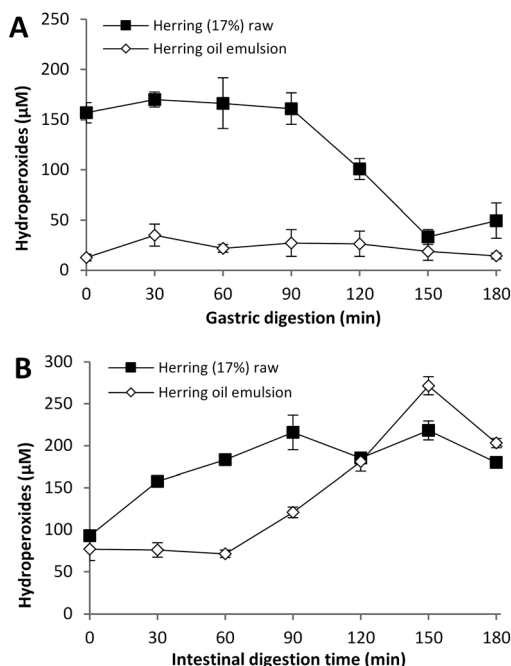 A
Herring (17%) raw
Herring oil emulsion
Hydroperoxides (µM)
250
200
150
100
50
0
0 30 60 90 120 150 180
Gastric digestion (min)
B
Herring (17%) raw
Herring oil emulsion
Hydroperoxides (µM)
300
250
200
150
100
50
0
0 30 60 90 120 150 180
Intestinal digestion time (min)